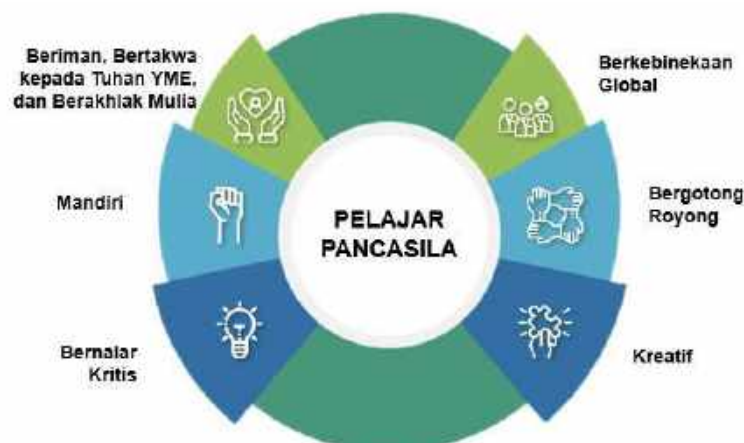 Beriman, Bertakwa
kepada Tuhan YME,
dan Berakhlak Mulia
Berkebinekaan
Global
Mandiri
PELAJAR
PANCASILA
Bergotong
Royong
Bernalar
Kritis
Kreatif